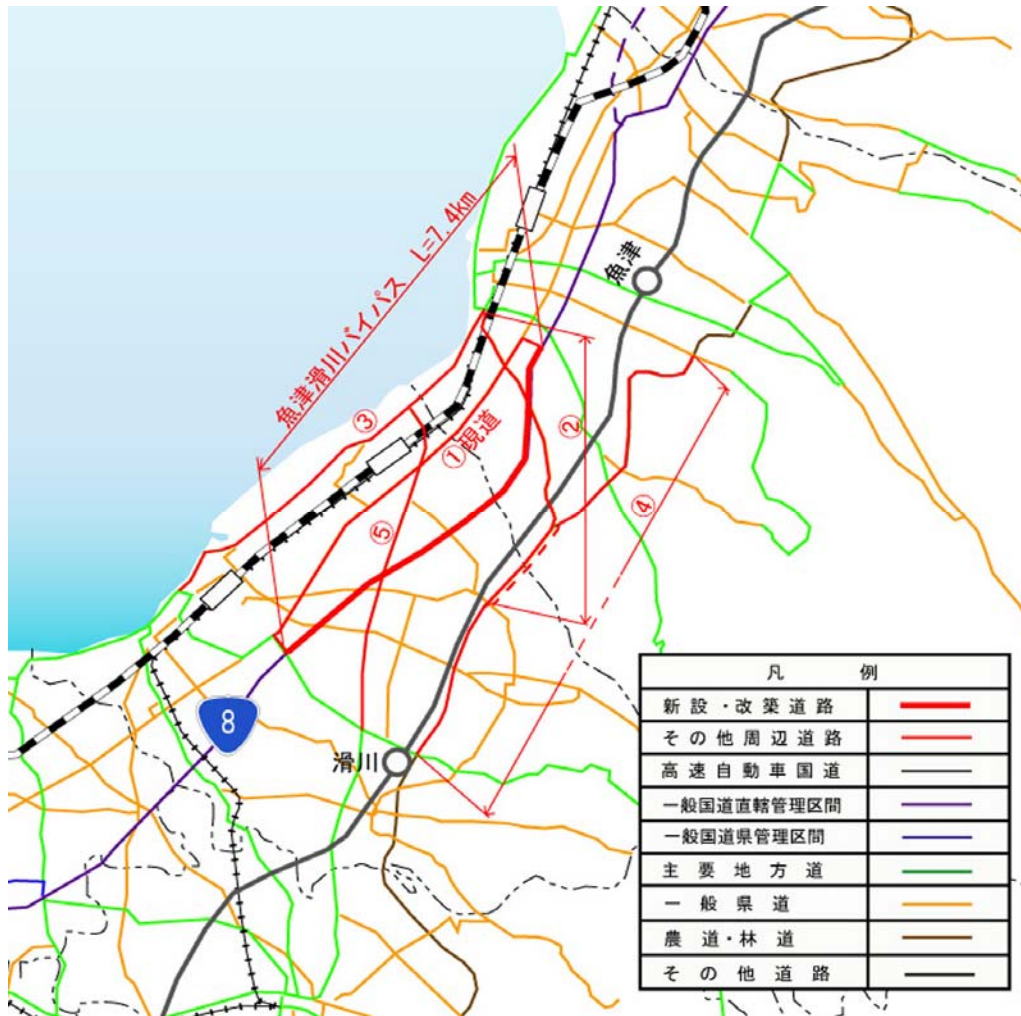 魚津滑川バイパス L=7.4km
魚津
③
①現道
②
④
⑤
8
滑川
凡例
新設・改築道路
その他周辺道路
高速自動車国道
一般国道直轄管理区間
一般国道県管理区間
主要地方道
一般県道
農道・林道
その他道路